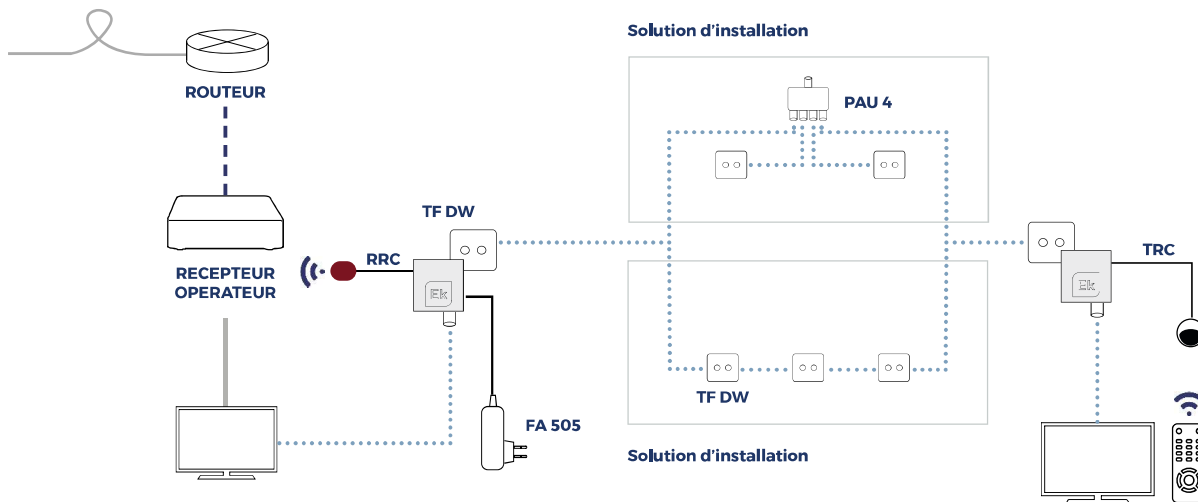 Solution d'installation
PAU 4
ROUTEUR
TF DW
RRC
TRC
RECEPTEUR
OPERATEUR
Ek
Ek
TF DW
FA 505
Solution d'installation